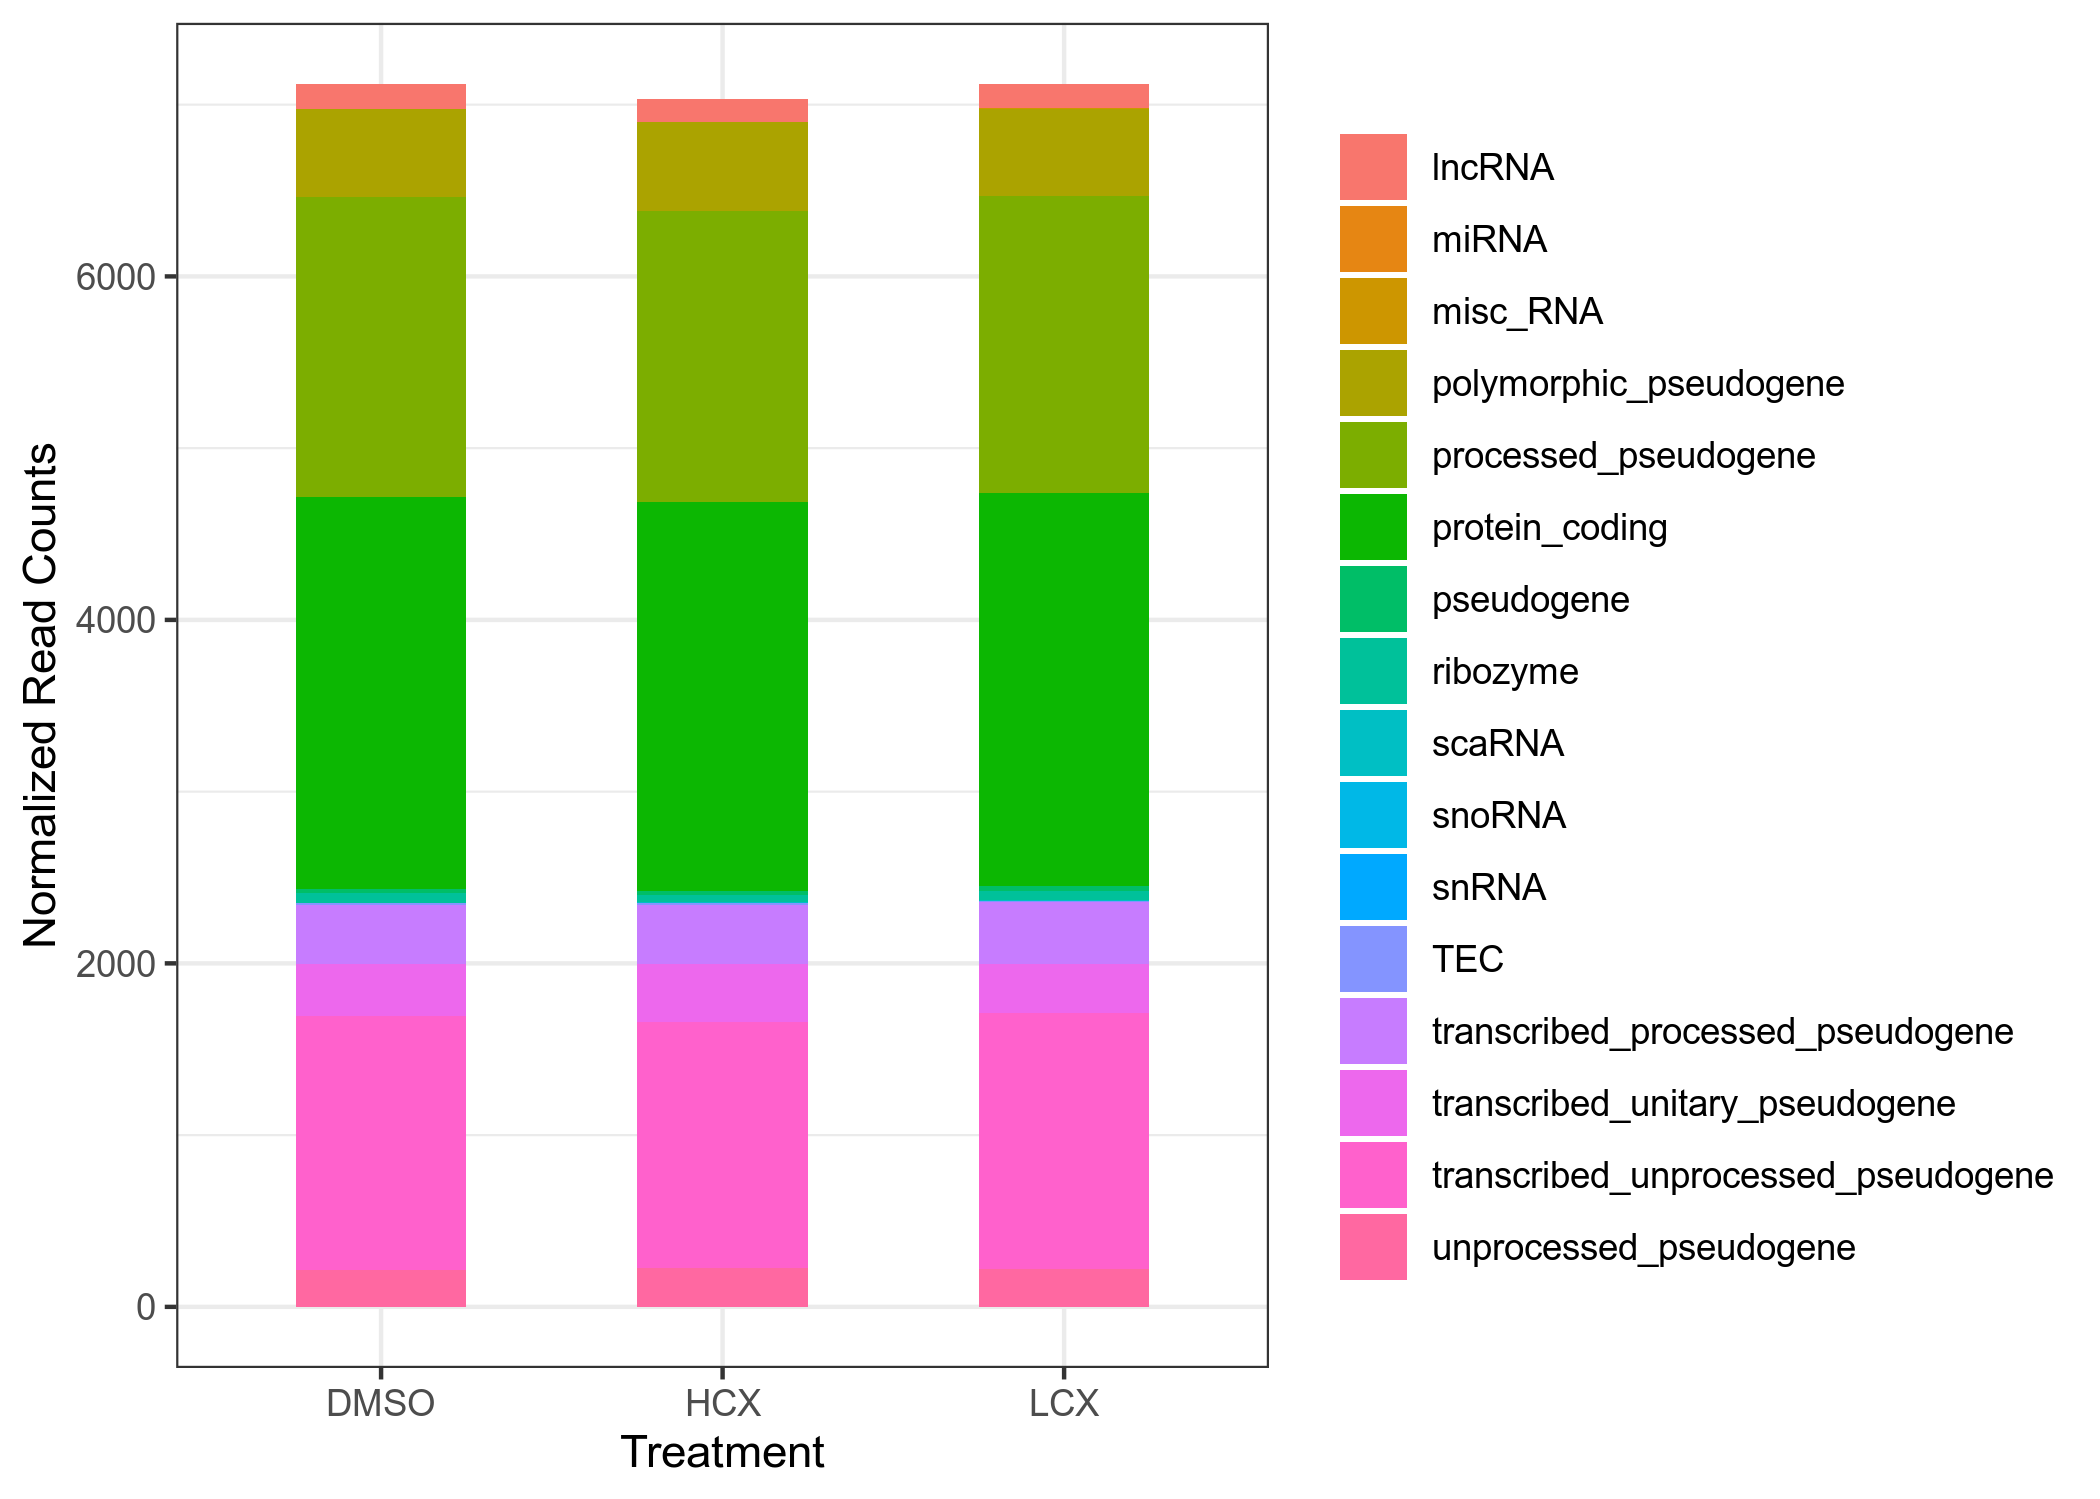 Normalized Read Counts
6000
4000
2000
0
DMSO
HCX
LCX
Treatment
lncRNA
miRNA
misc_RNA
polymorphic_pseudogene
processed_pseudogene
protein_coding
pseudogene
ribozyme
scaRNA
snoRNA
snRNA
TEC
transcribed_processed_pseudogene
transcribed_unitary_pseudogene
transcribed_unprocessed_pseudogene
unprocessed_pseudogene